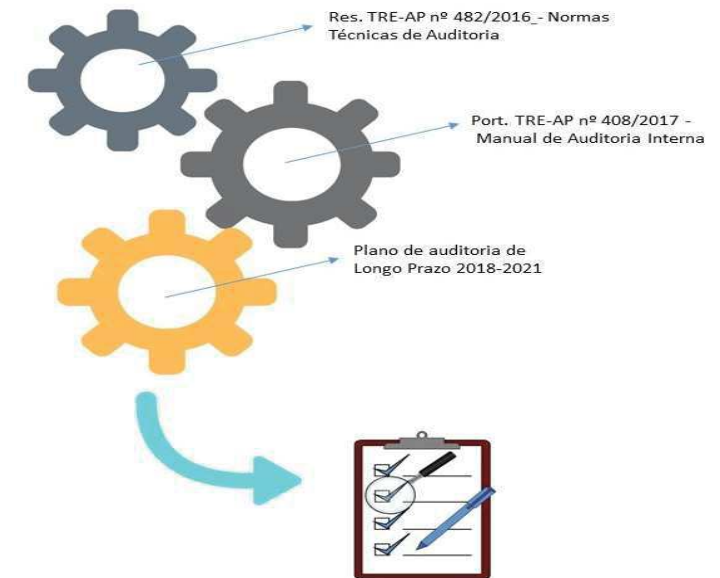 Res. TRE-AP nº 482/2016 - Normas
Técnicas de Auditoria
Port. TRE-AP nº 408/2017 -
Manual de Auditoria Interna
Plano de auditoria de
Longo Prazo 2018-2021